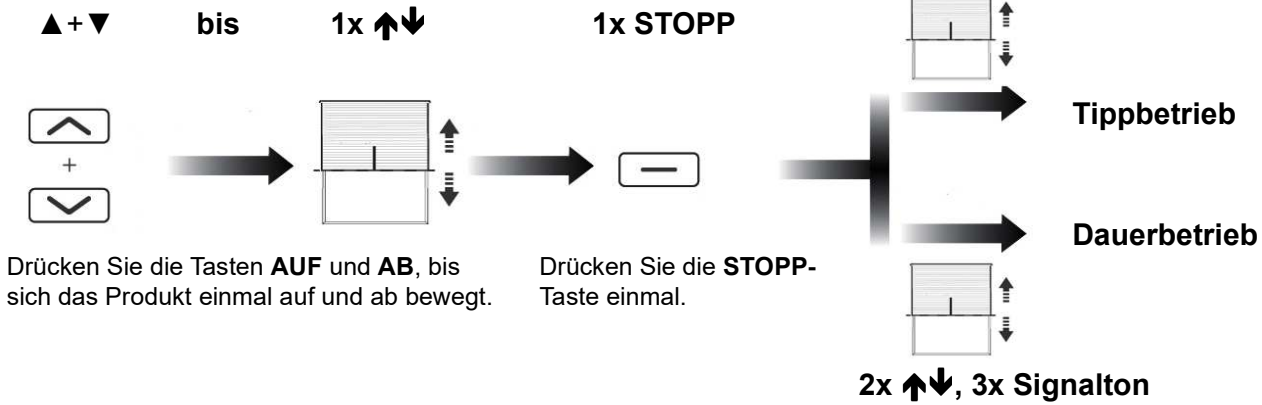 ▲+▼ bis 1x 🡹🡻 1x STOPP
+
Tippbetrieb
Dauerbetrieb
Drücken Sie die Tasten AUF und AB, bis
sich das Produkt einmal auf und ab bewegt.
Drücken Sie die STOPP-
Taste einmal.
2x 🡹🡻, 3x Signalton